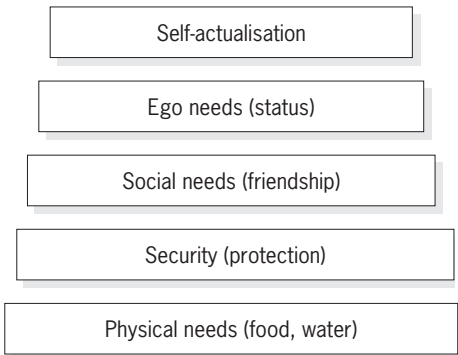 Self-actualisation
Ego needs (status)
Social needs (friendship)
Security (protection)
Physical needs (food, water)